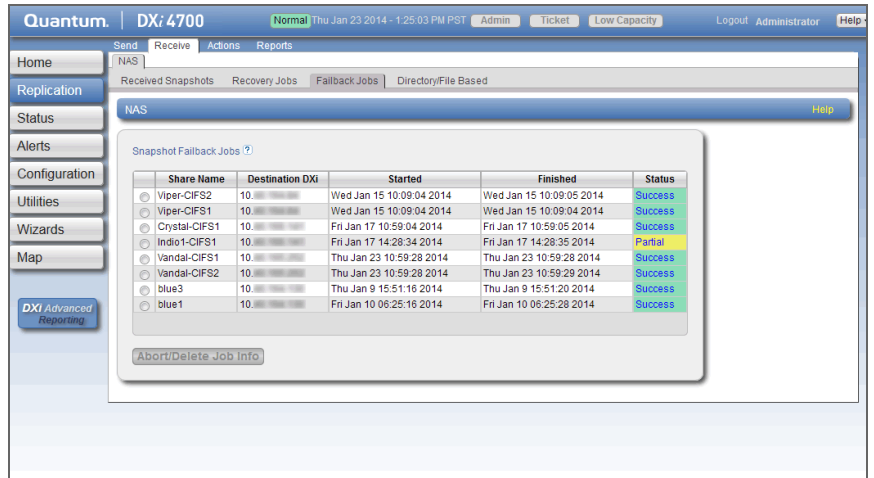 Quantum. DXi 4700 Normal Thu Jan 23 2014 - 1:25:03 PM PST Admin Ticket Low Capacity Logout Administrator Help
Send Receive Actions Reports
Home NAS
Received Snapshots Recovery Jobs Failback Jobs Directory/File Based
Replication
Status NAS Help
Alerts
Snapshot Failback Jobs ?
Configuration
Utilities
Wizards
Map
DXI Advanced
Reporting
Share Name Destination DXi Started Finished Status
Viper-CIFS2 10. Wed Jan 15 10:09:04 2014 Wed Jan 15 10:09:05 2014 Success
Viper-CIFS1 10. Wed Jan 15 10:09:04 2014 Wed Jan 15 10:09:04 2014 Success
Crystal-CIFS1 10. Fri Jan 17 10:59:04 2014 Fri Jan 17 10:59:05 2014 Success
Indio1-CIFS1 10. Fri Jan 17 14:28:34 2014 Fri Jan 17 14:28:35 2014 Partial
Vandal-CIFS1 10. Thu Jan 23 10:59:28 2014 Thu Jan 23 10:59:28 2014 Success
Vandal-CIFS2 10. Thu Jan 23 10:59:28 2014 Thu Jan 23 10:59:29 2014 Success
blue3 10. Thu Jan 9 15:51:16 2014 Thu Jan 9 15:51:20 2014 Success
blue1 10. Fri Jan 10 06:25:16 2014 Fri Jan 10 06:25:28 2014 Success
Abort/Delete Job Info